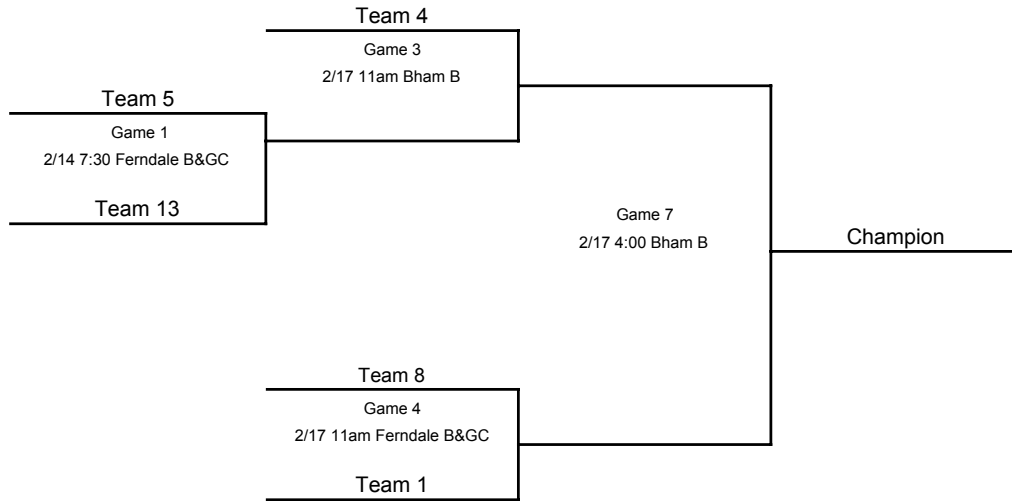 Team 4
Game 3
2/17 11am Bham B
Team 5
Game 1
2/14 7:30 Ferndale B&GC
Team 13
Game 7
2/17 4:00 Bham B
Champion
Team 8
Game 4
2/17 11am Ferndale B&GC
Team 1